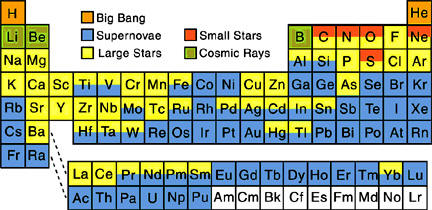 H Big Bang He
Li Be Supernovae Small Stars B C N O F Ne
Na Mg Large Stars Cosmic Rays Al Si P S Cl Ar
K Ca Sc Ti V Cr Mn Fe Co Ni Cu Zn Ga Ge As Se Br Kr
Rb Sr Y Zr Nb Mo Tc Ru Rh Pd Ag Cd In Sn Sb Te I Xe
Cs Ba Hf Ta W Re Os Ir Pt Au Hg Tl Pb Bi Po At Rn
Fr Ra
La Ce Pr Nd Pm Sm Eu Gd Tb Dy Ho Er Tm Yb Lu
Ac Th Pa U Np Pu Am Cm Bk Cf Es Fm Md No Lr